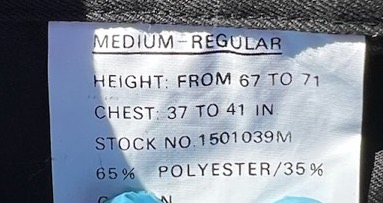 MEDIUM-REGULAR
HEIGHT: FROM 67 TO 71
CHEST: 37 TO 41 IN
STOCK NO.1501039M
65% POLYESTER/35%